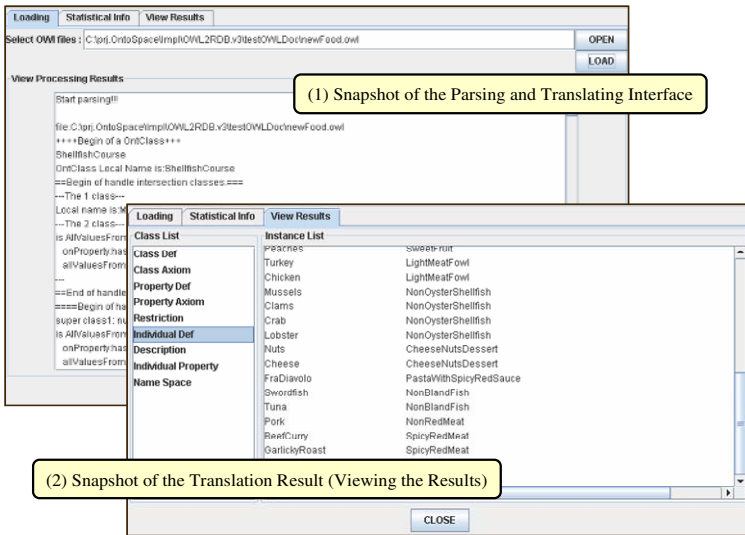 Loading Statistical Info View Results
Select OWl files : C:\prj.OntoSpace\Impl\OWL2RDB.v3\testOWLDoc\newFood.owl OPEN
LOAD
View Processing Results
(1) Snapshot of the Parsing and Translating Interface
Start parsing!!!
file:C:\prj.OntoSpace\Impl\OWL2RDB.v3\testOWLDoc\newFood.owl
++++Begin of a OntClass+++
ShellfishCourse
OntClass Local Name is:ShellfishCourse
==Begin of handle intersection classes.===
---The 1 class---
Local name is:M
---The 2 class---
is AllValuesFrom
onProperty:has
allValuesFrom
---
==End of handle
====Begin of ha
super class1: nu
is AllValuesFrom
onProperty:has
allValuesFrom
Loading Statistical Info View Results
Class List Instance List
Class Def
Class Axiom
Property Def
Property Axiom
Restriction
Individual Def
Description
Individual Property
Name Space
Peaches SweetFruit
Turkey LightMeatFowl
Chicken LightMeatFowl
Mussels NonOysterShellfish
Clams NonOysterShellfish
Crab NonOysterShellfish
Lobster NonOysterShellfish
Nuts CheeseNutsDessert
Cheese CheeseNutsDessert
FraDiavolo PastaWithSpicyRedSauce
Swordfish NonBlandFish
Tuna NonBlandFish
Pork NonRedMeat
BeefCurry SpicyRedMeat
GarlickyRoast SpicyRedMeat
(2) Snapshot of the Translation Result (Viewing the Results)
CLOSE